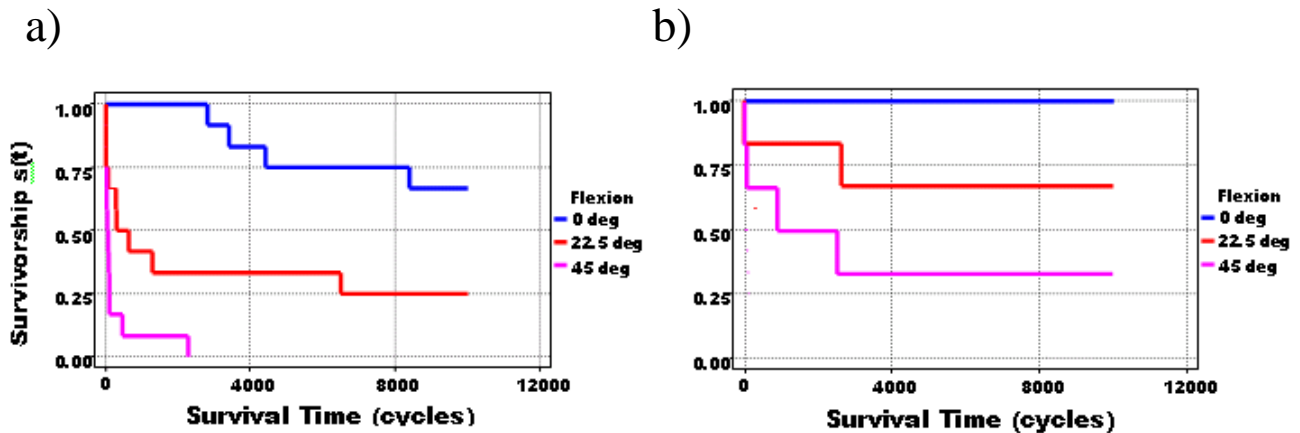 a)
Survivorship s(t)
1.00
0.75
0.50
0.25
0.00
0 4000 8000 12000
Survival Time (cycles)
Flexion
0 deg
22.5 deg
45 deg
b)
1.00
0.75
0.50
0.25
0.00
0 4000 8000 12000
Survival Time (cycles)
Flexion
0 deg
22.5 deg
45 deg